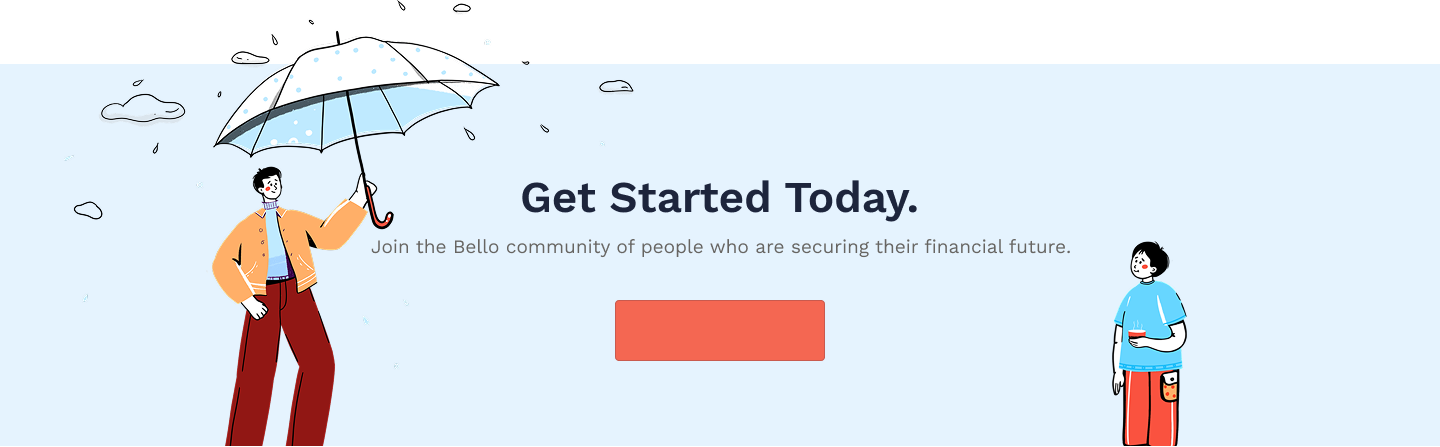 Get Started Today.
Join the Bello community of people who are securing their financial future.